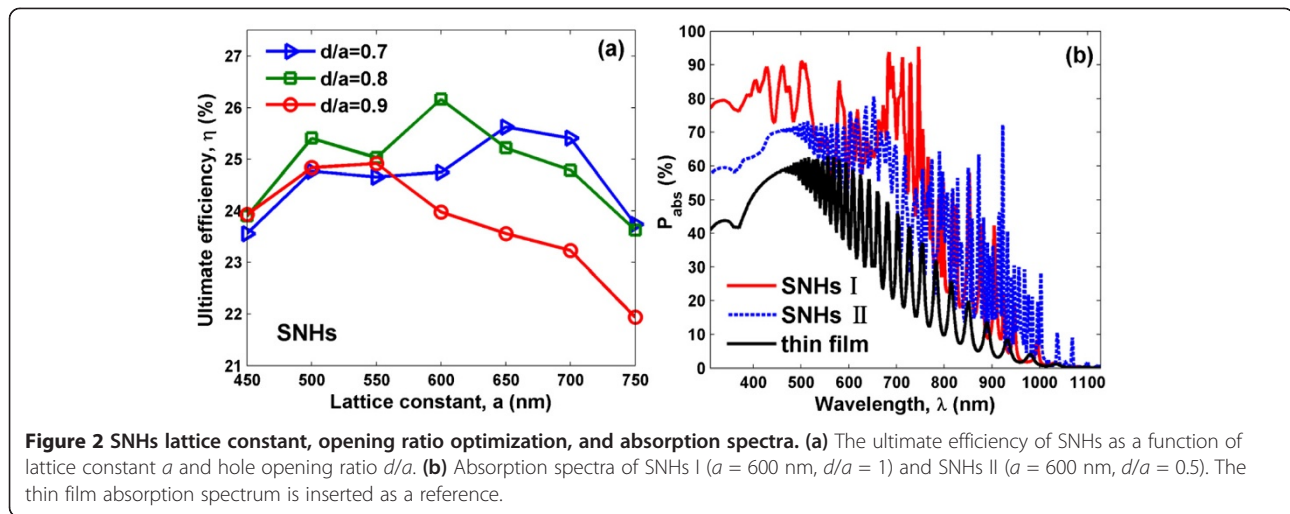 (a)
d/a=0.7
d/a=0.8
d/a=0.9
27
26
25
24
23
22
21
Ultimate efficiency, η (%)
SNHs
450 500 550 600 650 700 750
Lattice constant, a (nm)
(b)
100
90
80
70
60
50
40
30
20
10
0
P_abs (%)
SNHs I
SNHs II
thin film
400 500 600 700 800 900 1000 1100
Wavelength, λ (nm)
Figure 2 SNHs lattice constant, opening ratio optimization, and absorption spectra. (a) The ultimate efficiency of SNHs as a function of
lattice constant a and hole opening ratio d/a. (b) Absorption spectra of SNHs I (a = 600 nm, d/a = 1) and SNHs II (a = 600 nm, d/a = 0.5). The
thin film absorption spectrum is inserted as a reference.